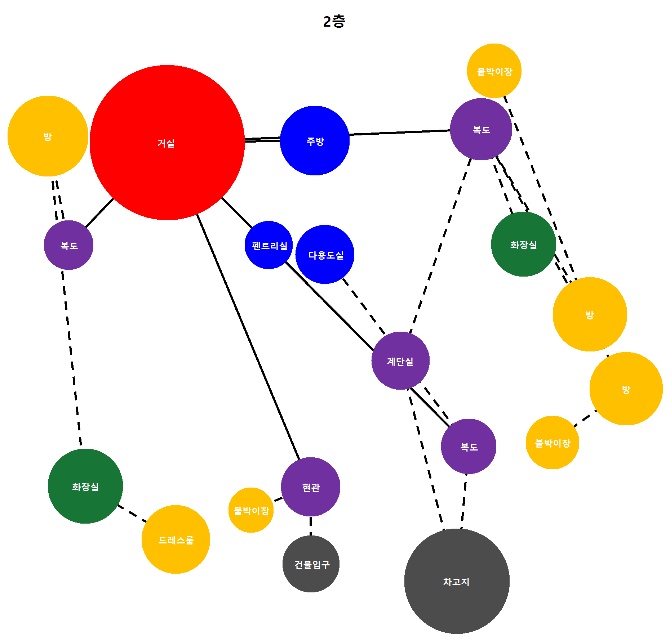 2층
붙박이장
방
거실
주방
복도
복도
펜트리실
다용도실
화장실
방
계단실
방
붙박이장
복도
화장실
현관
붙박이장
드레스룸
건물입구
차고지